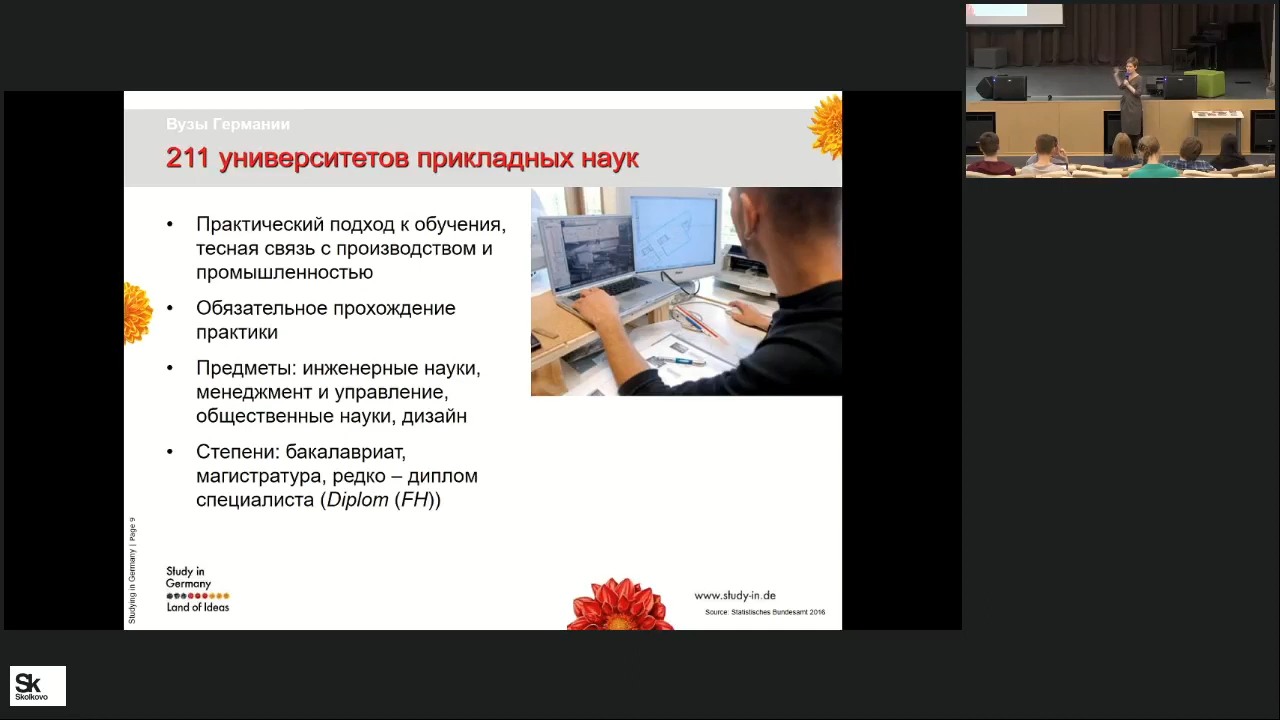 Вузы Германии
211 университетов прикладных наук
• Практический подход к обучения,
тесная связь с производством и
промышленностью
• Обязательное прохождение
практики
• Предметы: инженерные науки,
менеджмент и управление,
общественные науки, дизайн
• Степени: бакалавриат,
магистратура, редко – диплом
специалиста (Diplom (FH))
Studying in Germany | Page 9
Study in
Germany
Land of Ideas
www.study-in.de
Source: Statistisches Bundesamt 2016
Sk
Skolkovo